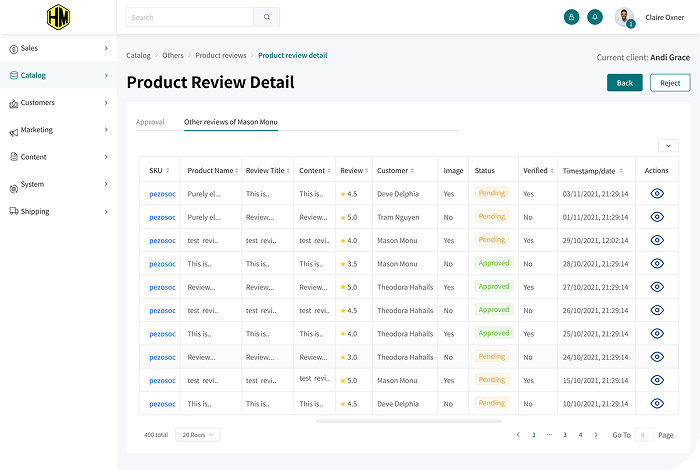 HM
Search
1
Claire Oxner
Sales
Catalog
Customers
Marketing
Content
System
Shipping
Catalog > Others > Product reviews > Product review detail
Current client: Andi Grace
Product Review Detail
Back
Reject
Approval
Other reviews of Mason Monu
SKU Product Name Review Title Content Review Customer Image Status Verified Timestamp/date Actions
pezosoc Purely el... This is.. This is.. 4.5 Deve Delphia Yes Pending Yes 03/11/2021, 21:29:14
pezosoc Purely el... Review... Review... 5.0 Tram Nguyen No Pending No 01/11/2021, 21:29:14
pezosoc test revi.. test revi.. test revi.. 4.0 Mason Monu Yes Pending Yes 29/10/2021, 12:02:14
pezosoc This is.. This is.. This is.. 3.5 Mason Monu No Approved No 28/10/2021, 21:29:14
pezosoc Review... Review... Review... 5.0 Theodora Hahails Yes Approved Yes 27/10/2021, 21:29:14
pezosoc test revi.. test revi.. test revi.. 4.5 Theodora Hahails No Approved No 26/10/2021, 21:29:14
pezosoc This is.. This is.. This is.. 4.0 Theodora Hahails Yes Approved Yes 25/10/2021, 21:29:14
pezosoc Review... Review... Review... 3.0 Theodora Hahails No Pending No 24/10/2021, 21:29:14
pezosoc test revi.. test revi.. test revi.. 5.0 Mason Monu Yes Pending Yes 15/10/2021, 21:29:14
pezosoc This is.. This is.. This is.. 4.5 Deve Delphia No Pending No 10/10/2021, 21:29:14
400 total 20 Rows 1 ... 3 4 Go To 4 Page